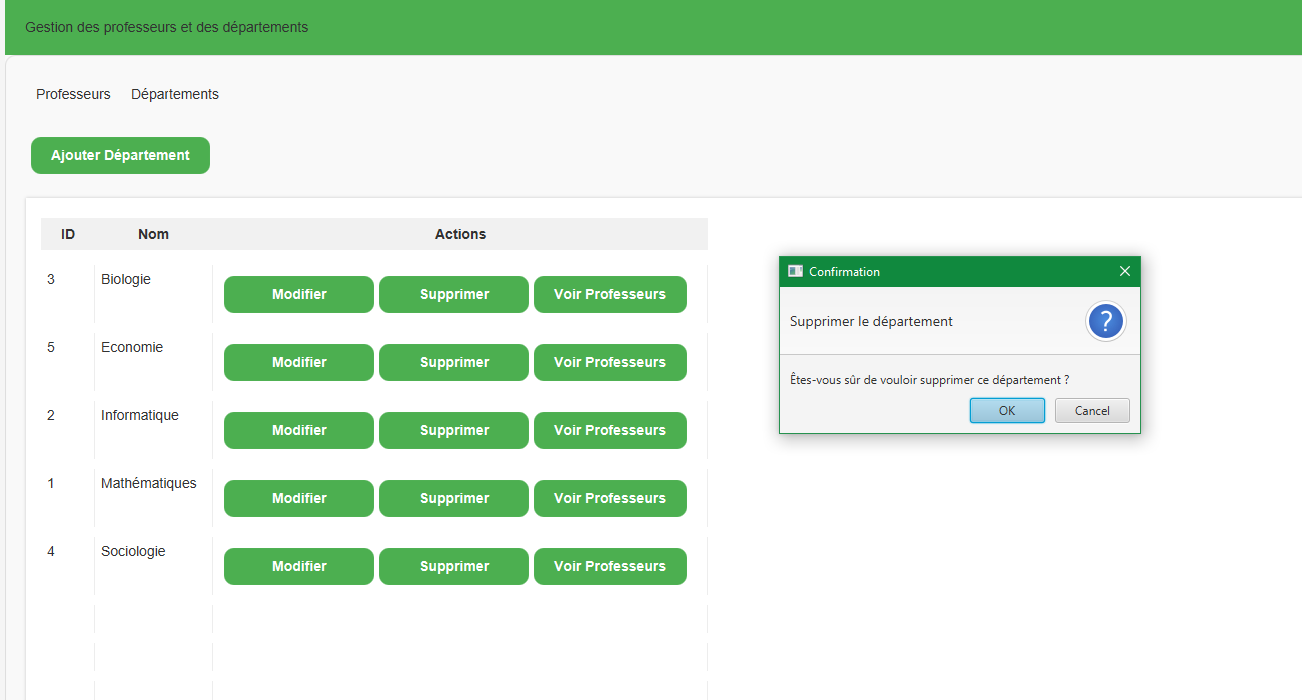 Gestion des professeurs et des départements
Professeurs Départements
Ajouter Département
ID Nom Actions
3 Biologie Modifier Supprimer Voir Professeurs
5 Economie Modifier Supprimer Voir Professeurs
2 Informatique Modifier Supprimer Voir Professeurs
1 Mathématiques Modifier Supprimer Voir Professeurs
4 Sociologie Modifier Supprimer Voir Professeurs
Confirmation
Supprimer le département
?
Êtes-vous sûr de vouloir supprimer ce département ?
OK Cancel